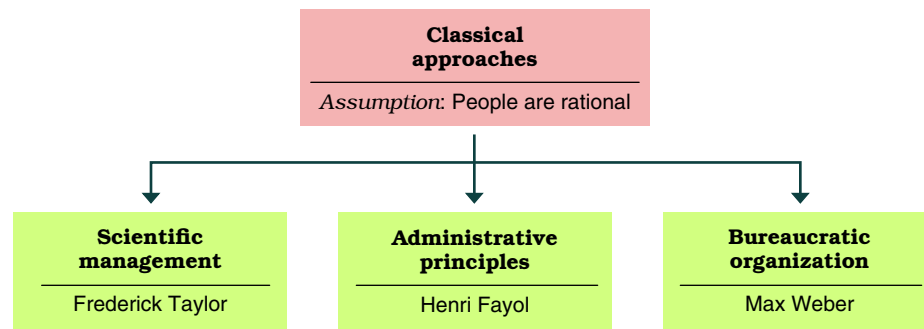 Classical
approaches
Assumption: People are rational
Scientific
management
Frederick Taylor
Administrative
principles
Henri Fayol
Bureaucratic
organization
Max Weber